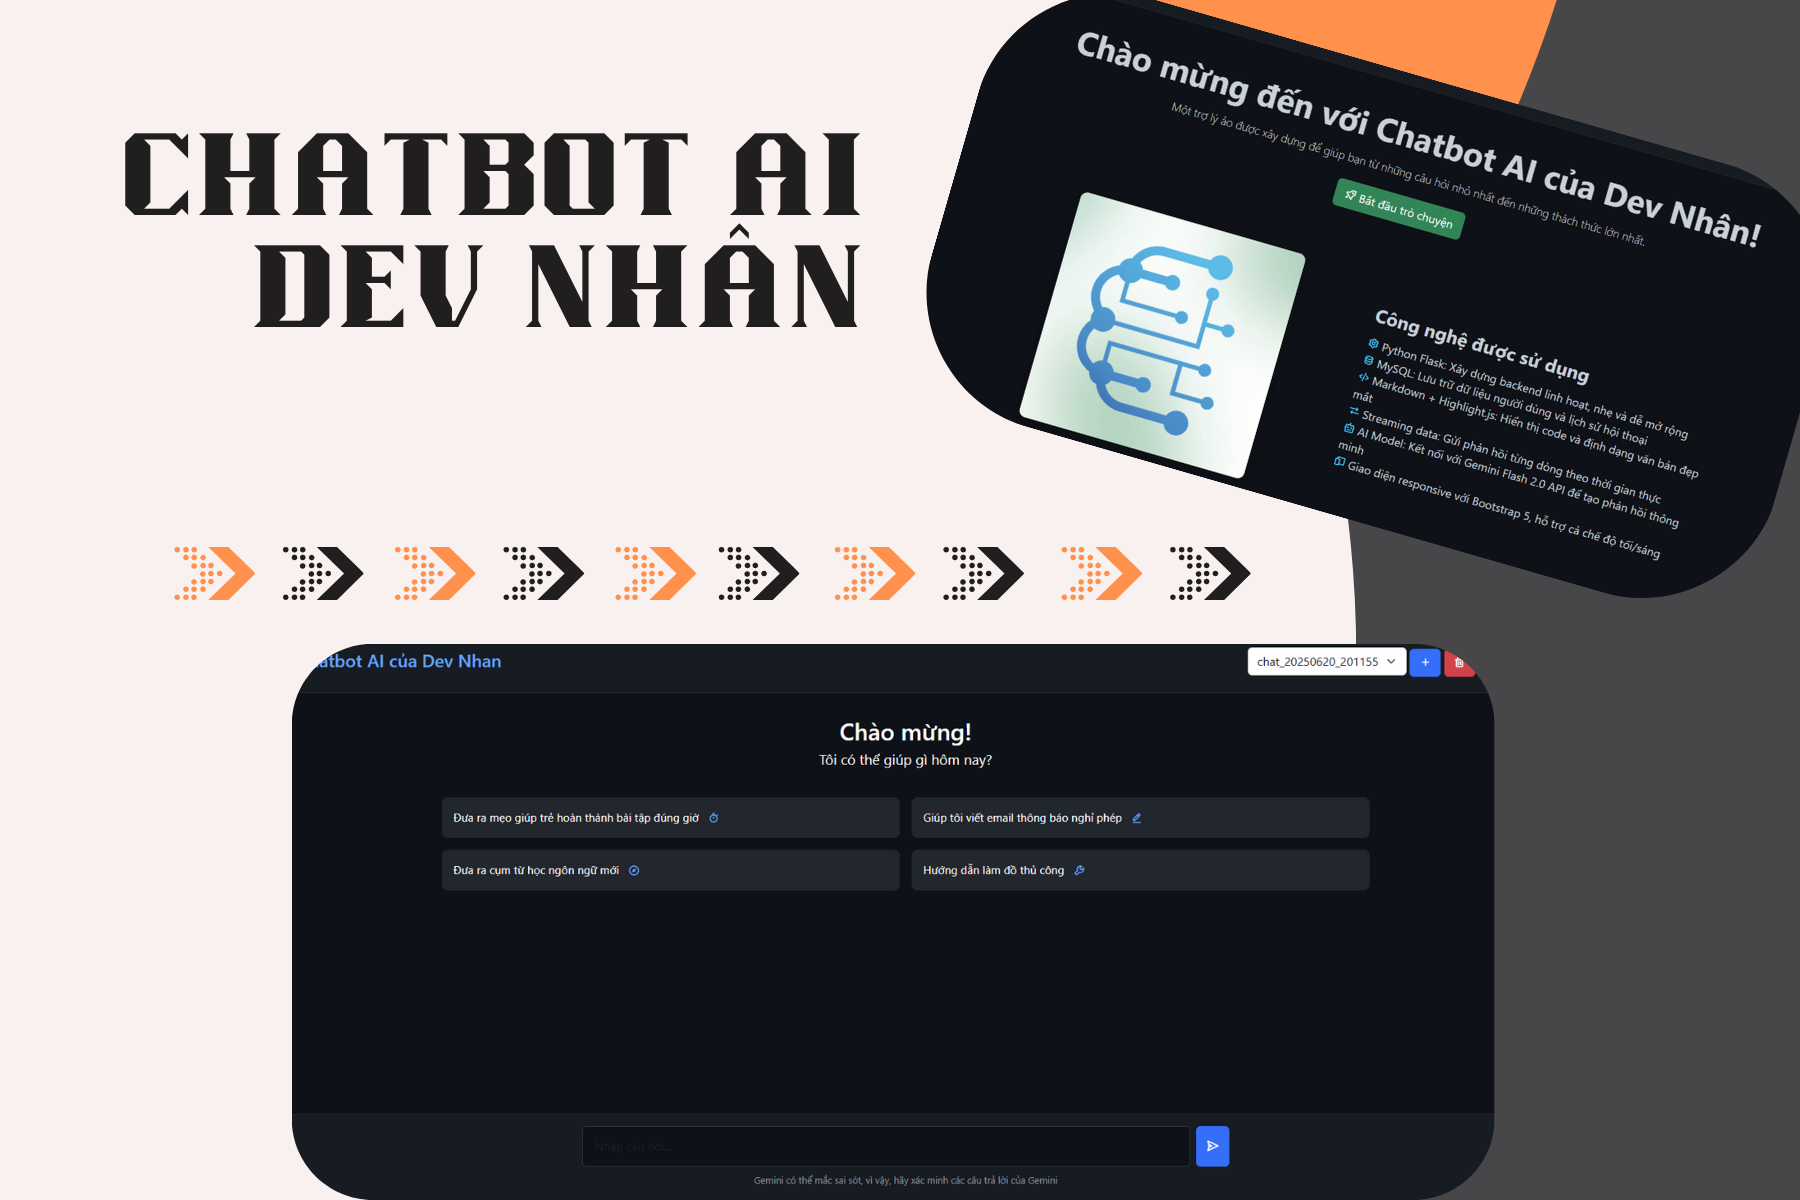 CHATBOT AI
DEV NHÂN
Chào mừng đến với Chatbot AI của Dev Nhân!
Một trợ lý ảo được xây dựng để giúp bạn từ những câu hỏi nhỏ nhất đến những thách thức lớn nhất.
Bắt đầu trò chuyện
Công nghệ được sử dụng
Python Flask: Xây dựng backend linh hoạt, nhẹ và dễ mở rộng
MySQL: Lưu trữ dữ liệu người dùng và lịch sử hội thoại
Markdown + Highlight.js: Hiển thị code và định dạng văn bản đẹp
mắt
Streaming data: Gửi phản hồi từng dòng theo thời gian thực
AI Model: Kết nối với Gemini Flash 2.0 API để tạo phản hồi thông
minh
Giao diện responsive với Bootstrap 5, hỗ trợ cả chế độ tối/sáng
atbot AI của Dev Nhan
chat_20250620_201155
Chào mừng!
Tôi có thể giúp gì hôm nay?
Đưa ra mẹo giúp trẻ hoàn thành bài tập đúng giờ
Giúp tôi viết email thông báo nghỉ phép
Đưa ra cụm từ học ngôn ngữ mới
Hướng dẫn làm đồ thủ công
Nhập câu hỏi...
Gemini có thể mắc sai sót, vì vậy, hãy xác minh các câu trả lời của Gemini